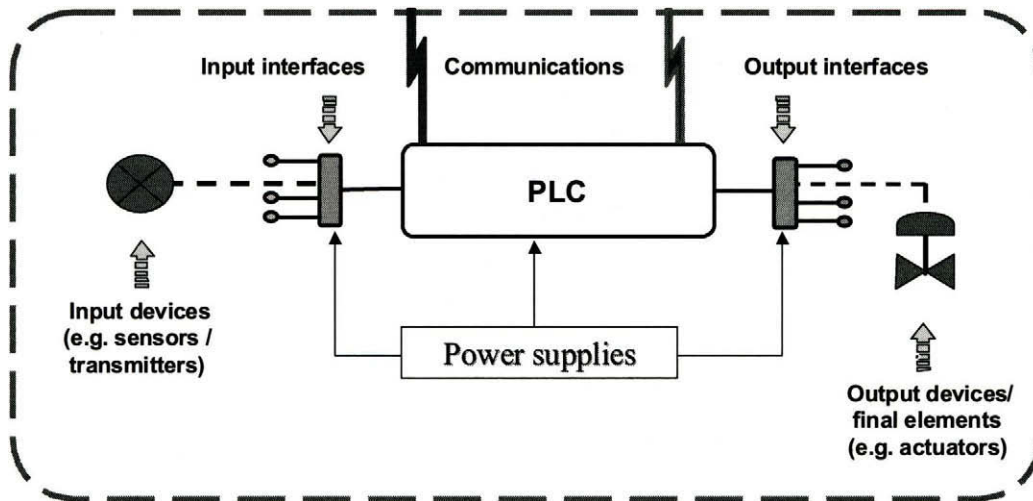 Input interfaces
Communications
Output interfaces
PLC
Input devices
(e.g. sensors /
transmitters)
Power supplies
Output devices/
final elements
(e.g. actuators)